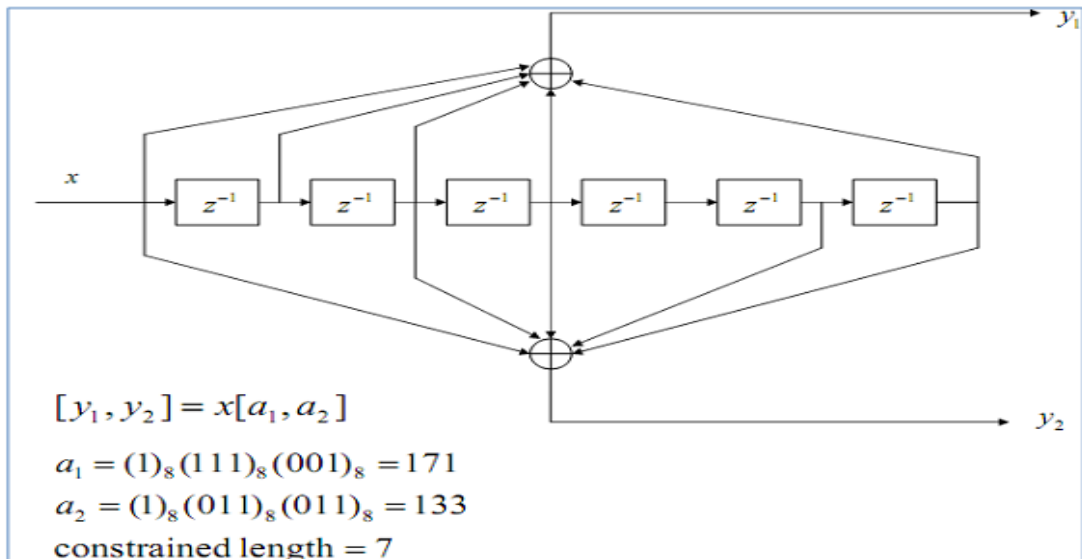 y₁
x
z⁻¹ z⁻¹ z⁻¹ z⁻¹ z⁻¹ z⁻¹
y₂
[y₁, y₂] = x[a₁, a₂]
a₁ = (1)₈(111)₈(001)₈ = 171
a₂ = (1)₈(011)₈(011)₈ = 133
constrained length = 7